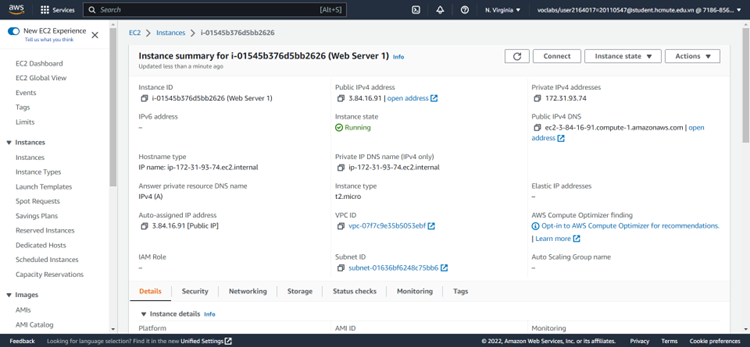 aws
Services
Search
[Alt+S]
N. Virginia
voclabs/user2164017=20110547@student.hcmute.edu.vn @ 7186-856...
New EC2 Experience
Tell us what you think
EC2 Dashboard
EC2 Global View
Events
Tags
Limits
Instances
Instances
Instance Types
Launch Templates
Spot Requests
Savings Plans
Reserved Instances
Dedicated Hosts
Scheduled Instances
Capacity Reservations
Images
AMIs
AMI Catalog
EC2 > Instances > i-01545b376d5bb2626
Instance summary for i-01545b376d5bb2626 (Web Server 1) Info
Updated less than a minute ago
Connect
Instance state
Actions
Instance ID
i-01545b376d5bb2626 (Web Server 1)
Public IPv4 address
3.84.16.91 | open address
Private IPv4 addresses
172.31.93.74
IPv6 address
–
Instance state
Running
Public IPv4 DNS
ec2-3-84-16-91.compute-1.amazonaws.com | open
address
Hostname type
IP name: ip-172-31-93-74.ec2.internal
Private IP DNS name (IPv4 only)
ip-172-31-93-74.ec2.internal
Answer private resource DNS name
IPv4 (A)
Instance type
t2.micro
Elastic IP addresses
–
Auto-assigned IP address
3.84.16.91 [Public IP]
VPC ID
vpc-07f7c9e35b5053ebf
AWS Compute Optimizer finding
Opt-in to AWS Compute Optimizer for recommendations.
| Learn more
IAM Role
–
Subnet ID
subnet-01636bf6248c75bb6
Auto Scaling Group name
–
Details
Security
Networking
Storage
Status checks
Monitoring
Tags
Instance details Info
Platform
AMI ID
Monitoring
Feedback
Looking for language selection? Find it in the new Unified Settings
© 2022, Amazon Web Services, Inc. or its affiliates.
Privacy
Terms
Cookie preferences